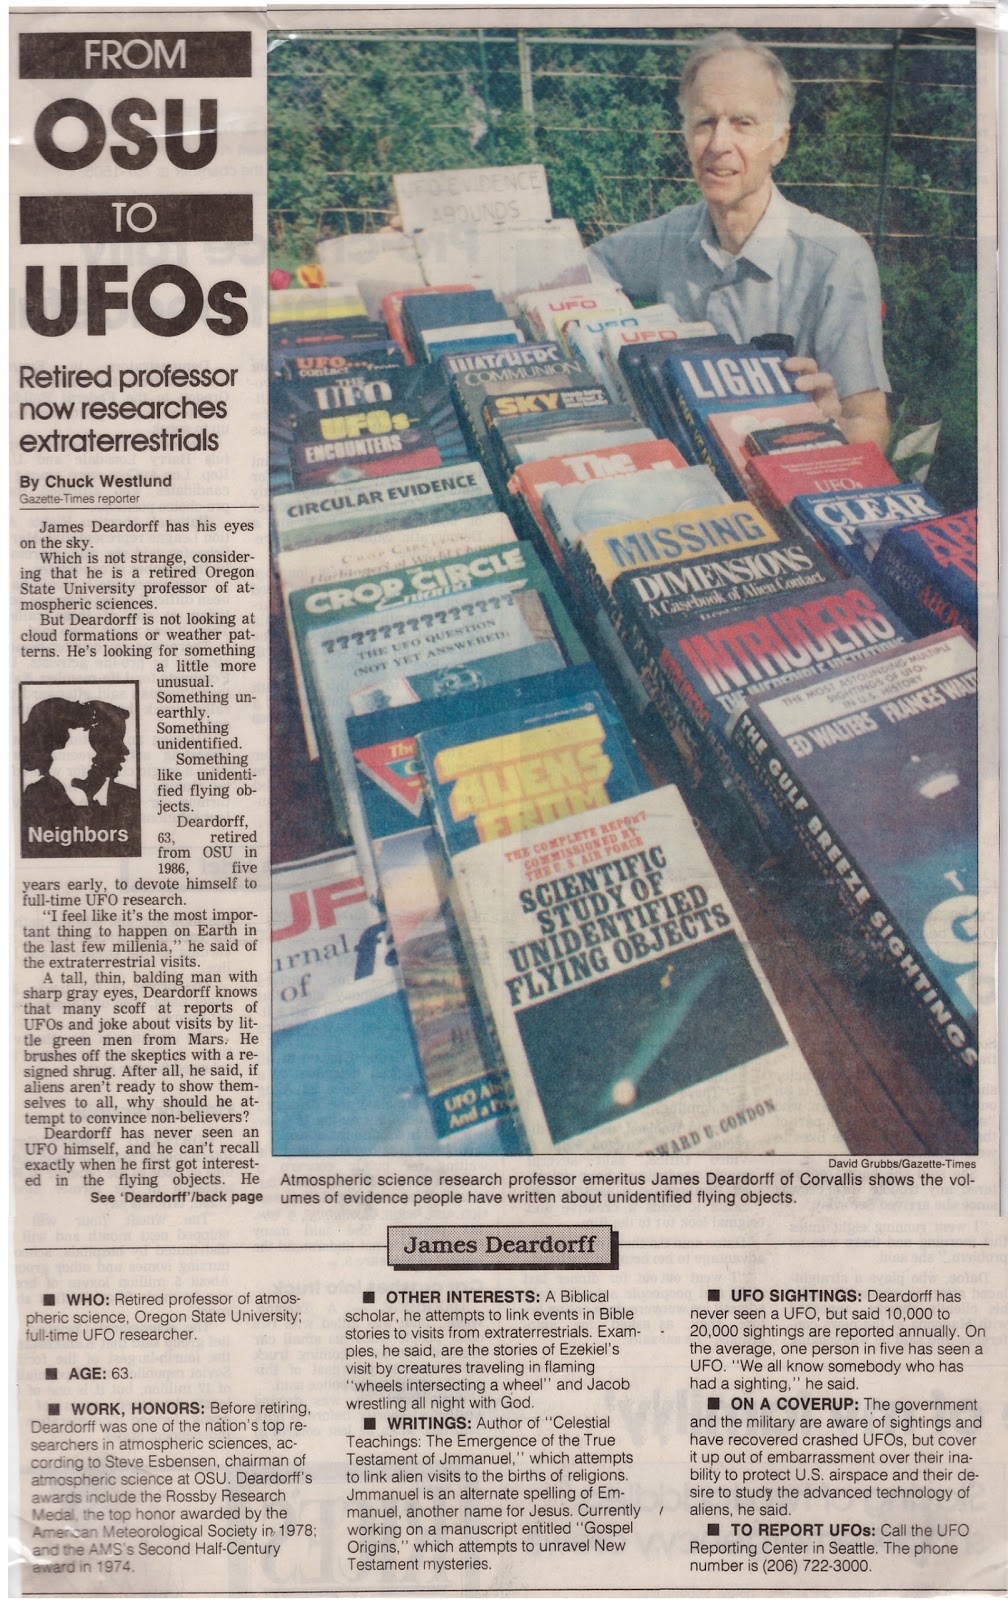 FROM
OSU
TO
UFOs
Retired professor
now researches
extraterrestrials
By Chuck Westlund
Gazette-Times reporter
James Deardorff has his eyes
on the sky.
Which is not strange, consider-
ing that he is a retired Oregon
State University professor of at-
mospheric sciences.
But Deardorff is not looking at
cloud formations or weather pat-
terns. He's looking for something
a little more
unusual.
Something un-
earthly.
Something
unidentified.
Something
like unidenti-
fied flying ob-
jects.
Deardorff,
63, retired
from OSU in
1986, five
years early, to devote himself to
full-time UFO research.
"I feel like it's the most impor-
tant thing to happen on Earth in
the last few millenia," he said of
the extraterrestrial visits.
A tall, thin, balding man with
sharp gray eyes, Deardorff knows
that many scoff at reports of
UFOs and joke about visits by lit-
tle green men from Mars. He
brushes off the skeptics with a re-
signed shrug. After all, he said, if
aliens aren't ready to show them-
selves to all, why should he at-
tempt to convince non-believers?
Deardorff has never seen an
UFO himself, and he can't recall
exactly when he first got interest-
ed in the flying objects. He
See 'Deardorff'/back page
Neighbors
UFO EVIDENCE
ABOUNDS
UFO
UFO
UFO
UFO
contact
THE
UFO
UFOs
ENCOUNTERS
WATCHERS
COMMUNION
SKY
LIGHT
The
UFOs
CLEAR
CIRCULAR EVIDENCE
CROP CIRCLE
Enigma
????????????
THE UFO QUESTION
(NOT YET ANSWERED)
MISSING
DIMENSIONS
A Casebook of Alien Contact
INTRUDERS
THE MOST ASTOUNDING MULTIPLE
SIGHTINGS OF UFOs
IN U.S. HISTORY
ED WALTERS FRANCES WALT
THE GULF BREEZE SIGHTINGS
The
ALIENS
FROM
UF
urnal
of
THE COMPLETE REPORT
COMMISSIONED BY
THE U.S. AIR FORCE
SCIENTIFIC
STUDY OF
UNIDENTIFIED
FLYING OBJECTS
EDWARD U. CONDON
David Grubbs/Gazette-Times
Atmospheric science research professor emeritus James Deardorff of Corvallis shows the vol-
umes of evidence people have written about unidentified flying objects.
James Deardorff
■ WHO: Retired professor of atmos-
pheric science, Oregon State University;
full-time UFO researcher.
■ AGE: 63.
■ WORK, HONORS: Before retiring,
Deardorff was one of the nation's top re-
searchers in atmospheric sciences, ac-
cording to Steve Esbensen, chairman of
atmospheric science at OSU. Deardorff's
awards include the Rossby Research
Medal, the top honor awarded by the
American Meteorological Society in 1978;
and the AMS's Second Half-Century
award in 1974.
■ OTHER INTERESTS: A Biblical
scholar, he attempts to link events in Bible
stories to visits from extraterrestrials. Exam-
ples, he said, are the stories of Ezekiel's
visit by creatures traveling in flaming
"wheels intersecting a wheel" and Jacob
wrestling all night with God.
■ WRITINGS: Author of "Celestial
Teachings: The Emergence of the True
Testament of Jmmanuel," which attempts
to link alien visits to the births of religions.
Jmmanuel is an alternate spelling of Em-
manuel, another name for Jesus. Currently
working on a manuscript entitled "Gospel
Origins," which attempts to unravel New
Testament mysteries.
■ UFO SIGHTINGS: Deardorff has
never seen a UFO, but said 10,000 to
20,000 sightings are reported annually. On
the average, one person in five has seen a
UFO. "We all know somebody who has
had a sighting," he said.
■ ON A COVERUP: The government
and the military are aware of sightings and
have recovered crashed UFOs, but cover
it up out of embarrassment over their ina-
bility to protect U.S. airspace and their de-
sire to study the advanced technology of
aliens, he said.
■ TO REPORT UFOs: Call the UFO
Reporting Center in Seattle. The phone
number is (206) 722-3000.